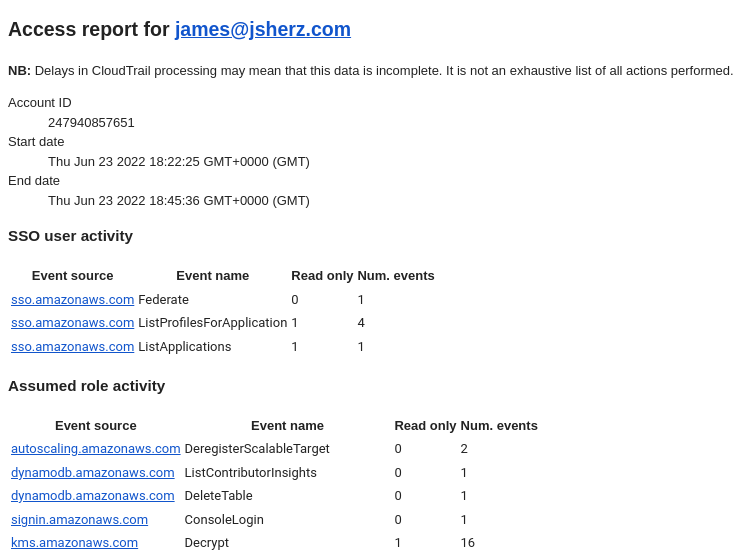 Access report for james@jsherz.com
NB: Delays in CloudTrail processing may mean that this data is incomplete. It is not an exhaustive list of all actions performed.
Account ID
247940857651
Start date
Thu Jun 23 2022 18:22:25 GMT+0000 (GMT)
End date
Thu Jun 23 2022 18:45:36 GMT+0000 (GMT)
SSO user activity
Event source Event name Read only Num. events
sso.amazonaws.com Federate 0 1
sso.amazonaws.com ListProfilesForApplication 1 4
sso.amazonaws.com ListApplications 1 1
Assumed role activity
Event source Event name Read only Num. events
autoscaling.amazonaws.com DeregisterScalableTarget 0 2
dynamodb.amazonaws.com ListContributorInsights 0 1
dynamodb.amazonaws.com DeleteTable 0 1
signin.amazonaws.com ConsoleLogin 0 1
kms.amazonaws.com Decrypt 1 16